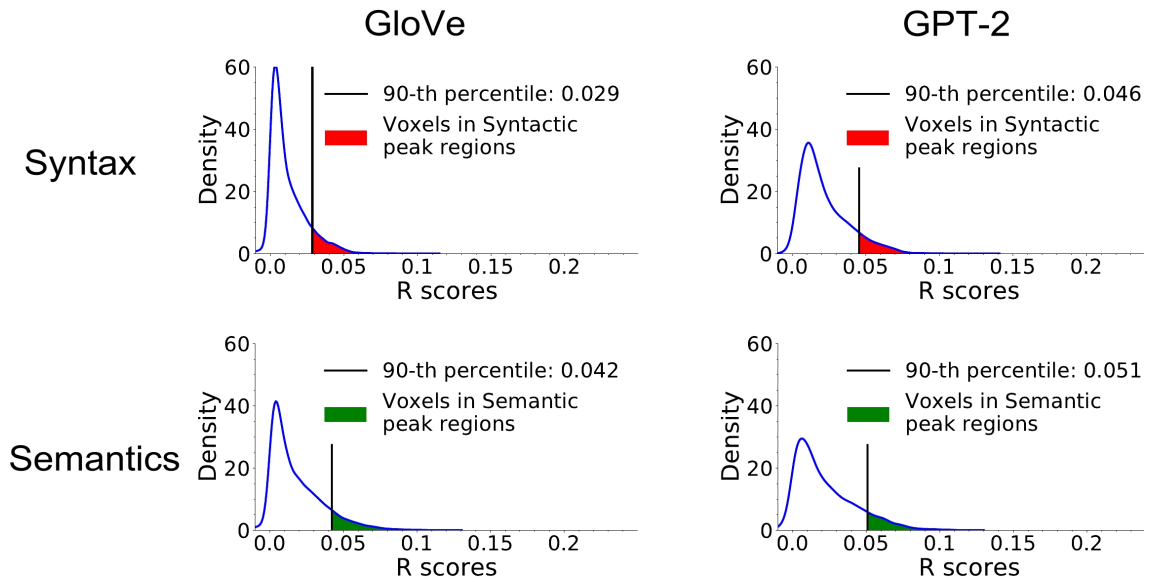 GloVe
GPT-2
Syntax
60
40
20
0
Density
90-th percentile: 0.029
Voxels in Syntactic
peak regions
0.0 0.05 0.1 0.15 0.2
R scores
60
40
20
0
Density
90-th percentile: 0.046
Voxels in Syntactic
peak regions
0.0 0.05 0.1 0.15 0.2
R scores
Semantics
60
40
20
0
Density
90-th percentile: 0.042
Voxels in Semantic
peak regions
0.0 0.05 0.1 0.15 0.2
R scores
60
40
20
0
Density
90-th percentile: 0.051
Voxels in Semantic
peak regions
0.0 0.05 0.1 0.15 0.2
R scores